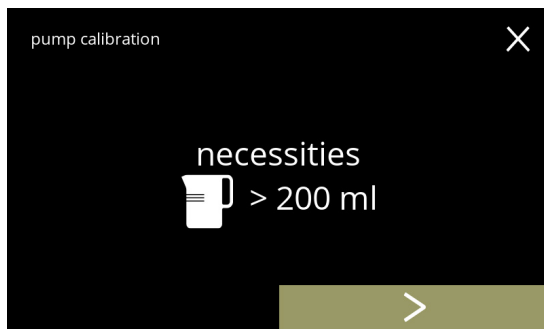 pump calibration
necessities
> 200 ml